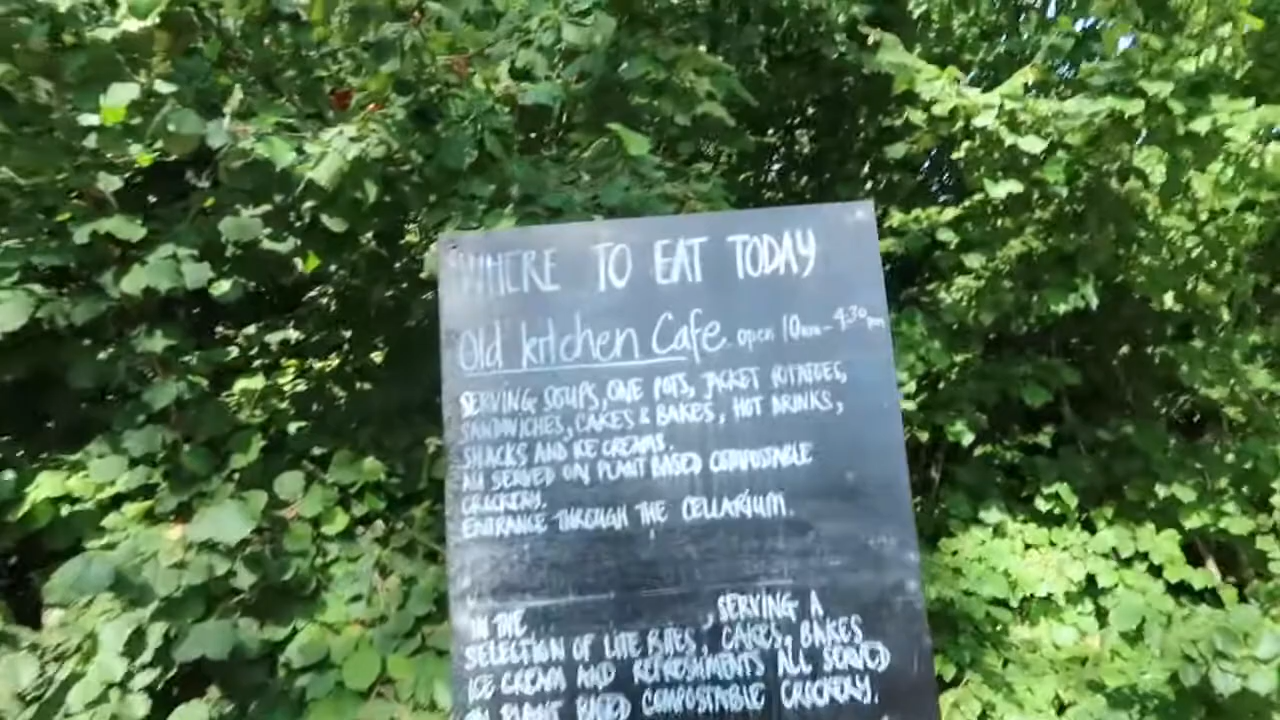 WHERE TO EAT TODAY
Old kitchen Cafe open 10am-4:30pm
SERVING SOUPS, ONE POTS, JACKET POTATOES,
SANDWICHES, CAKES & BAKES, HOT DRINKS,
SNACKS AND ICE CREAMS.
ALL SERVED ON PLANT BASED COMPOSTABLE
CROCKERY.
ENTRANCE THROUGH THE CELLARIUM.
IN THE , SERVING A
SELECTION OF LITE BITES, CAKES, BAKES
ICE CREAM AND REFRESHMENTS ALL SERVED
ON PLANT BASED COMPOSTABLE CROCKERY.